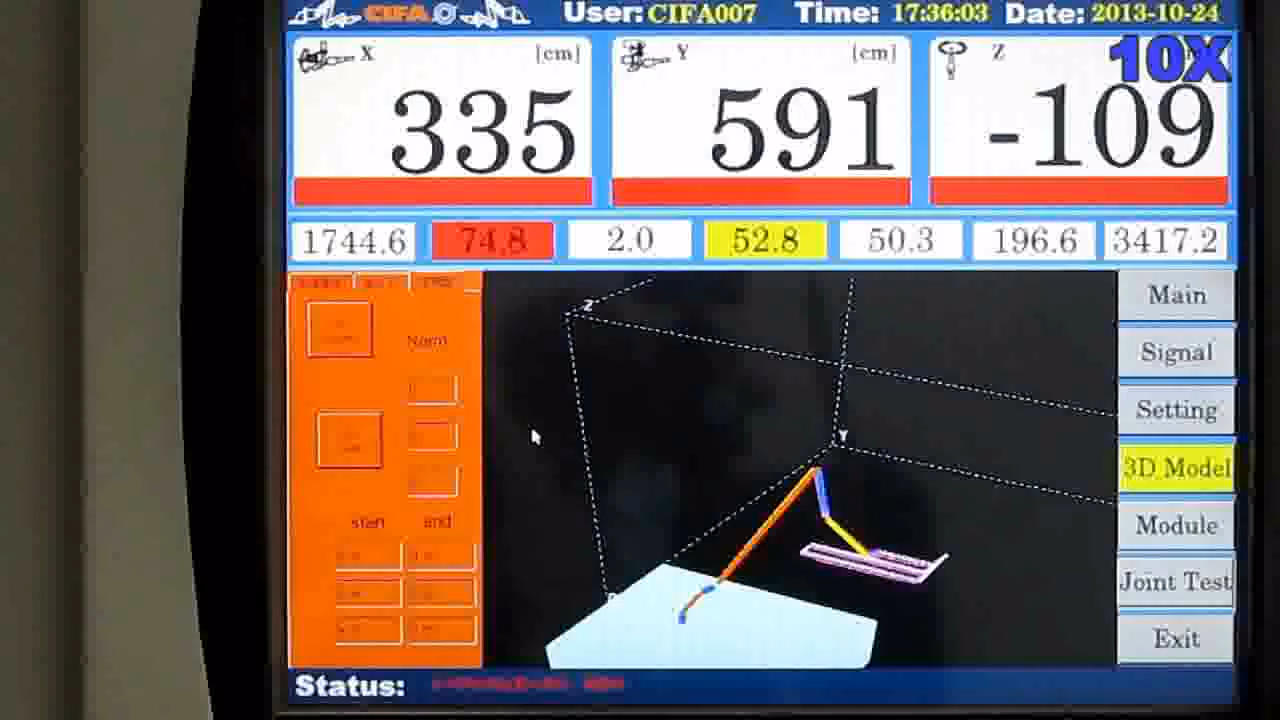 CIFA User: CIFA007 Time: 17:36:03 Date: 2013-10-24
X [cm] Y [cm] Z 10X
335 591 -109
1744.6 74.8 2.0 52.8 50.3 196.6 3417.2
Main
Signal
Setting
3D Model
Module
Joint Test
Exit
Norm
start end
Z
Y
Status: